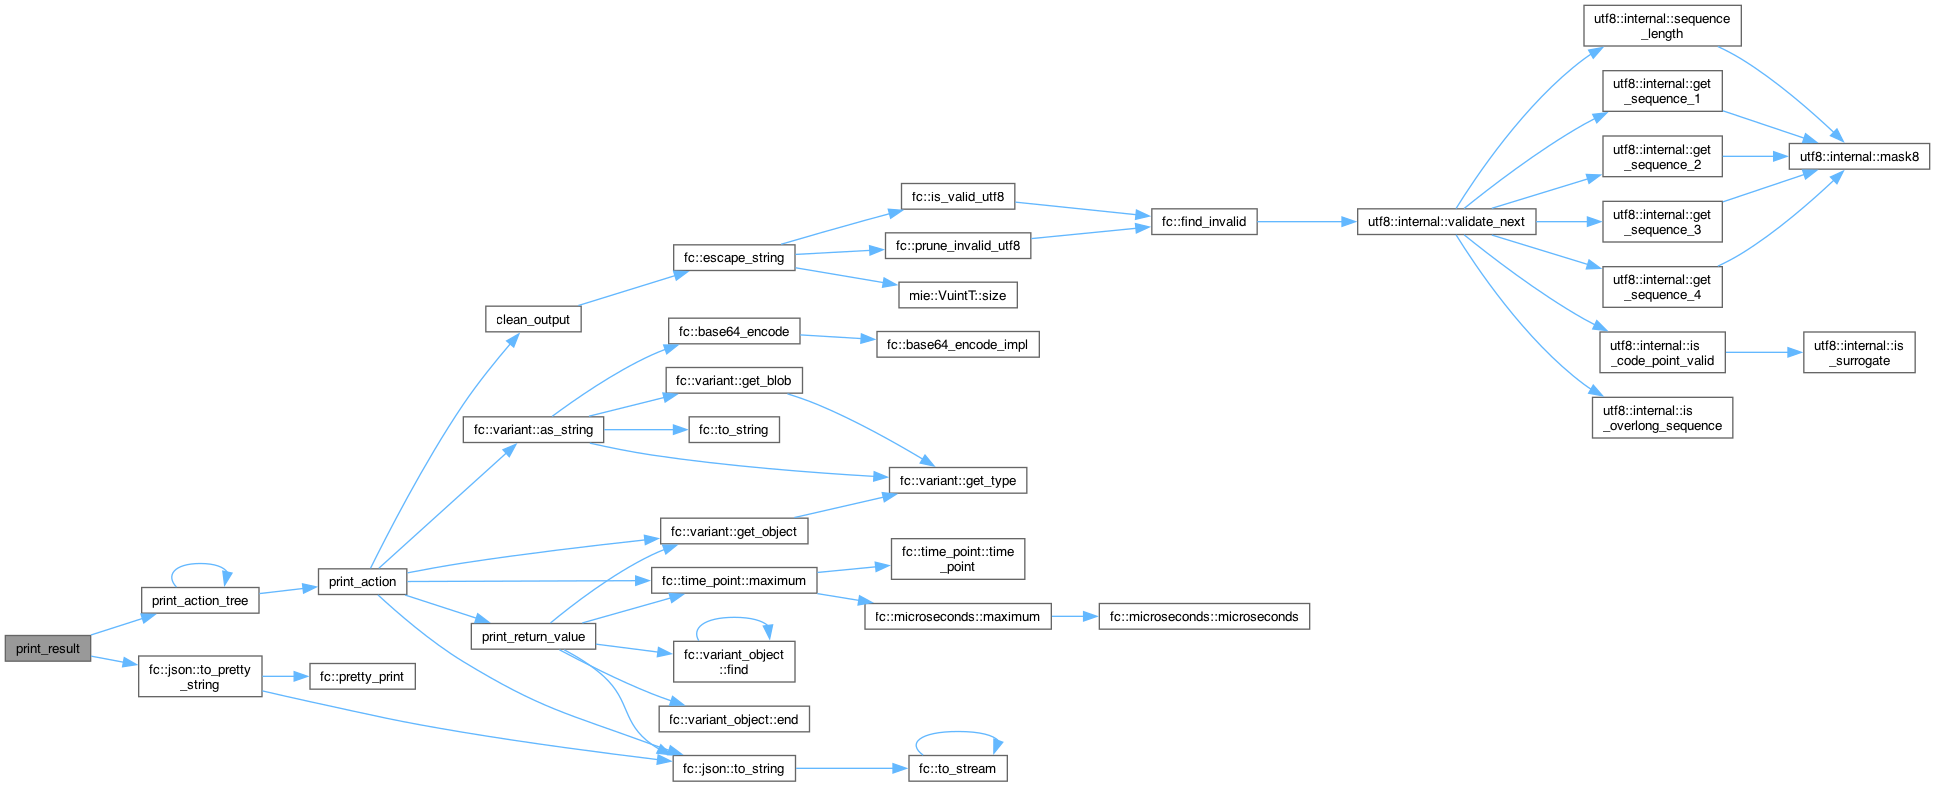 print_result
print_action_tree
fc::json::to_pretty
_string
print_action
fc::pretty_print
clean_output
fc::variant::as_string
print_return_value
fc::escape_string
fc::base64_encode
fc::variant::get_blob
fc::to_string
fc::variant::get_object
fc::time_point::maximum
fc::variant_object
::find
fc::variant_object::end
fc::json::to_string
fc::is_valid_utf8
fc::prune_invalid_utf8
mie::VuintT::size
fc::base64_encode_impl
fc::variant::get_type
fc::time_point::time
_point
fc::microseconds::maximum
fc::to_stream
fc::find_invalid
fc::microseconds::microseconds
utf8::internal::validate_next
utf8::internal::sequence
_length
utf8::internal::get
_sequence_1
utf8::internal::get
_sequence_2
utf8::internal::get
_sequence_3
utf8::internal::get
_sequence_4
utf8::internal::is
_code_point_valid
utf8::internal::is
_overlong_sequence
utf8::internal::mask8
utf8::internal::is
_surrogate